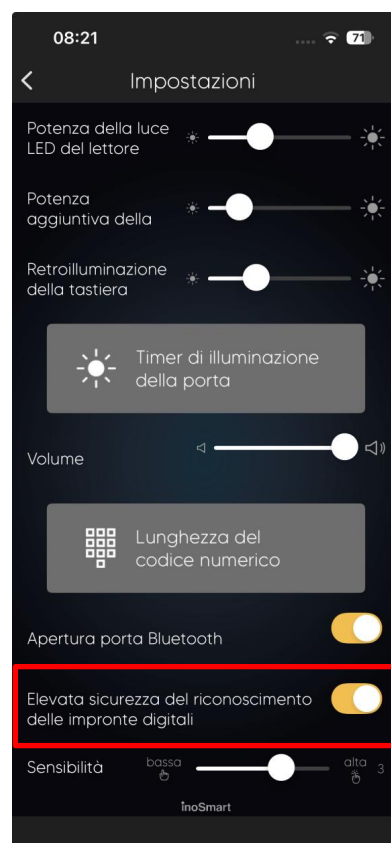 08:21
71
Impostazioni
Potenza della luce
LED del lettore
Potenza
aggiuntiva della
Retroilluminazione
della tastiera
Timer di illuminazione
della porta
Volume
Lunghezza del
codice numerico
Apertura porta Bluetooth
Elevata sicurezza del riconoscimento
delle impronte digitali
Sensibilità bassa alta 3
inoSmart